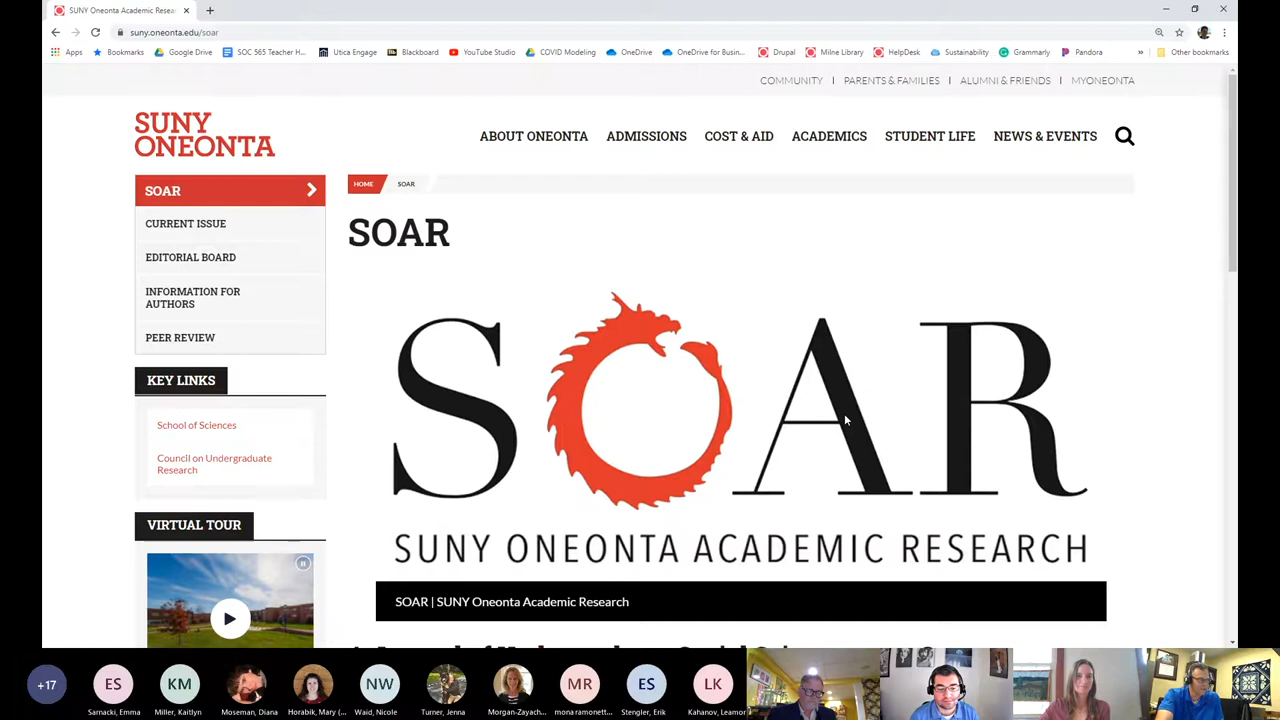 SUNY Oneonta Academic Resea
suny.oneonta.edu/soar
Apps
Bookmarks
Google Drive
SOC 565 Teacher H...
Utica Engage
Blackboard
YouTube Studio
COVID Modeling
OneDrive
OneDrive for Busin...
Drupal
Milne Library
HelpDesk
Sustainability
Grammarly
Pandora
»
Other bookmarks
COMMUNITY
PARENTS & FAMILIES
ALUMNI & FRIENDS
MYONEONTA
SUNY
ONEONTA
ABOUT ONEONTA
ADMISSIONS
COST & AID
ACADEMICS
STUDENT LIFE
NEWS & EVENTS
SOAR
CURRENT ISSUE
EDITORIAL BOARD
INFORMATION FOR
AUTHORS
PEER REVIEW
KEY LINKS
School of Sciences
Council on Undergraduate
Research
VIRTUAL TOUR
HOME
SOAR
SOAR
SOAR
SUNY ONEONTA ACADEMIC RESEARCH
SOAR | SUNY Oneonta Academic Research
+17
ES
Sarnacki, Emma
KM
Miller, Kaitlyn
Moseman, Diana
Horabik, Mary (...
NW
Waid, Nicole
Turner, Jenna
Morgan-Zayach...
MR
mona ramonett...
ES
Stengler, Erik
LK
Kahanov, Leamor